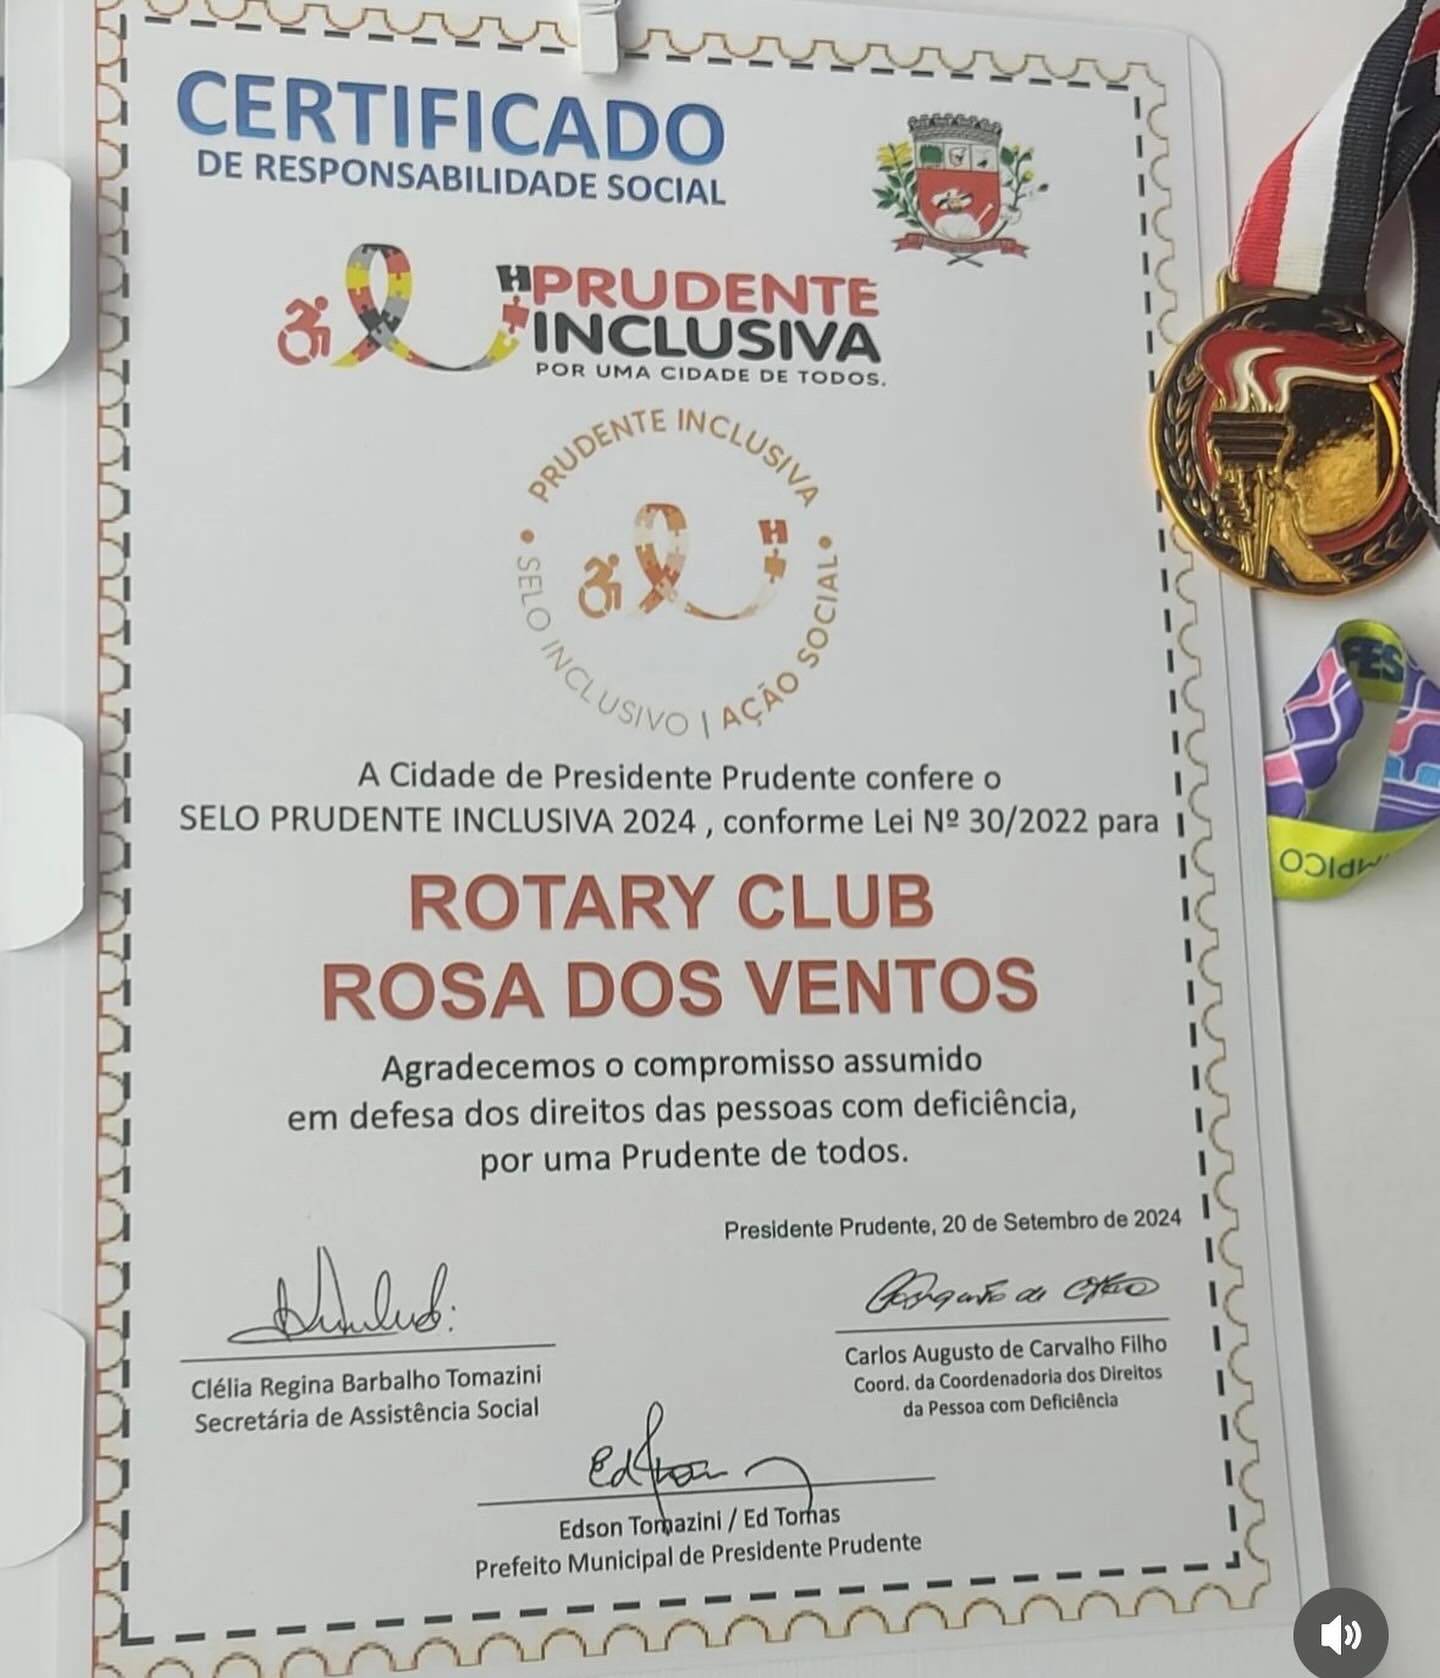 CERTIFICADO
DE RESPONSABILIDADE SOCIAL
PRUDENTE
INCLUSIVA
POR UMA CIDADE DE TODOS.
PRUDENTE INCLUSIVA
SELO INCLUSIVO | AÇÃO SOCIAL
A Cidade de Presidente Prudente confere o
SELO PRUDENTE INCLUSIVA 2024 , conforme Lei Nº 30/2022 para
ROTARY CLUB
ROSA DOS VENTOS
Agradecemos o compromisso assumido
em defesa dos direitos das pessoas com deficiência,
por uma Prudente de todos.
Presidente Prudente, 20 de Setembro de 2024
Clélia Regina Barbalho Tomazini
Secretária de Assistência Social
Carlos Augusto de Carvalho Filho
Coord. da Coordenadoria dos Direitos
da Pessoa com Deficiência
Edson Tomazini / Ed Tomas
Prefeito Municipal de Presidente Prudente